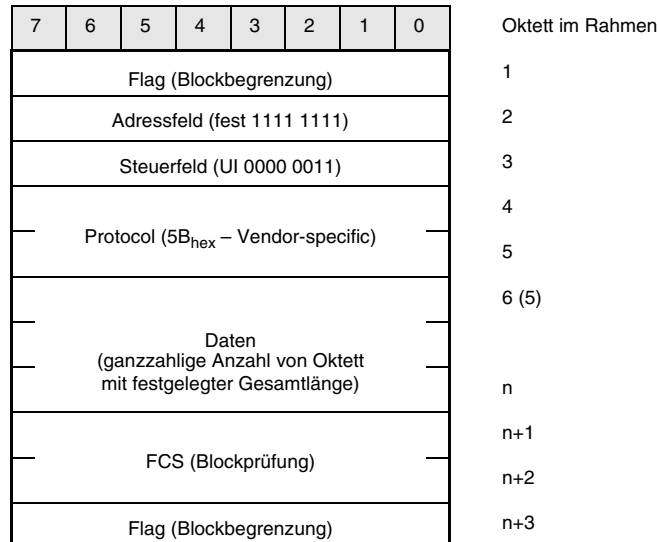 7 6 5 4 3 2 1 0 Oktett im Rahmen
Flag (Blockbegrenzung) 1
Adressfeld (fest 1111 1111) 2
Steuerfeld (UI 0000 0011) 3
4
Protocol (5Bhex – Vendor-specific)
5
6 (5)
Daten
(ganzzahlige Anzahl von Oktett
mit festgelegter Gesamtlänge) n
n+1
FCS (Blockprüfung)
n+2
Flag (Blockbegrenzung) n+3